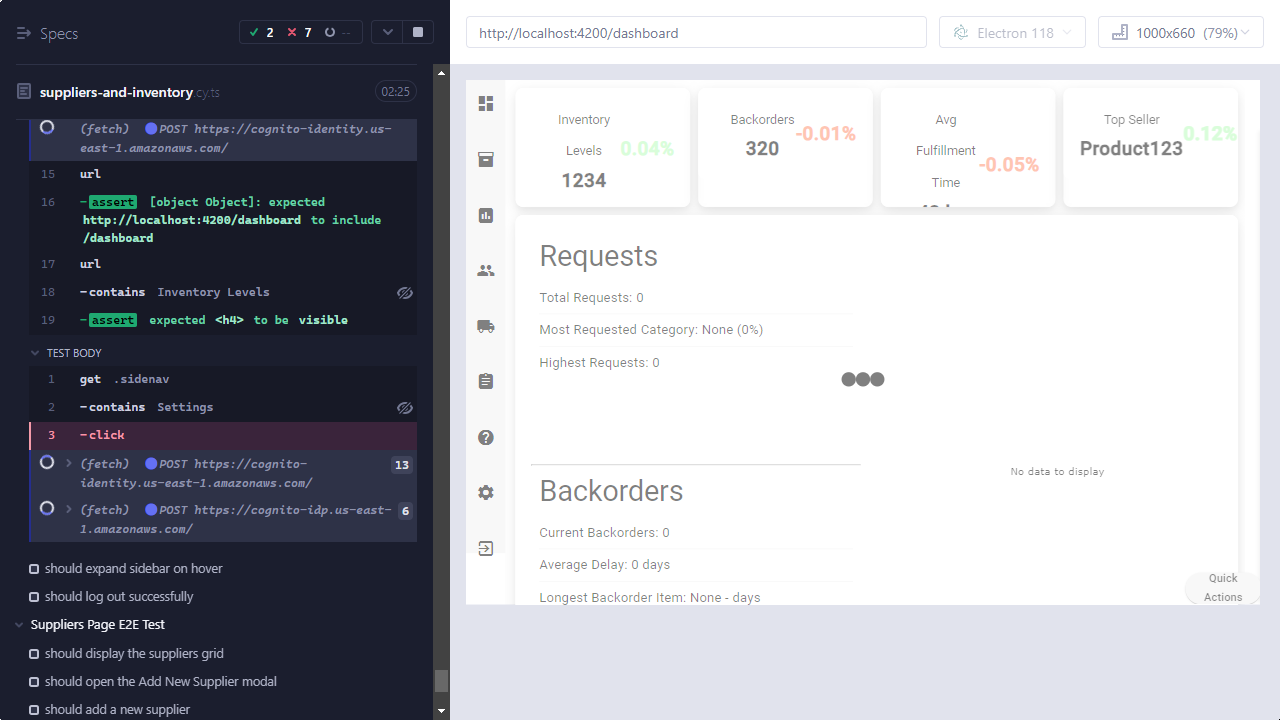 Specs
2
7
--
suppliers-and-inventory.cy.ts
02:25
(fetch) POST https://cognito-identity.us-
east-1.amazonaws.com/
15 url
16 -assert [object Object]: expected
http://localhost:4200/dashboard to include
/dashboard
17 url
18 -contains Inventory Levels
19 -assert expected <h4> to be visible
TEST BODY
1 get .sidenav
2 -contains Settings
3 -click
(fetch) POST https://cognito-
identity.us-east-1.amazonaws.com/
13
(fetch) POST https://cognito-idp.us-east-
1.amazonaws.com/
6
should expand sidebar on hover
should log out successfully
Suppliers Page E2E Test
should display the suppliers grid
should open the Add New Supplier modal
should add a new supplier
http://localhost:4200/dashboard
Electron 118
1000x660 (79%)
Inventory
Levels
1234
0.04%
Backorders
320
-0.01%
Avg
Fulfillment
Time
-0.05%
Top Seller
Product123
0.12%
Requests
Total Requests: 0
Most Requested Category: None (0%)
Highest Requests: 0
No data to display
Backorders
Current Backorders: 0
Average Delay: 0 days
Longest Backorder Item: None - days
Quick
Actions